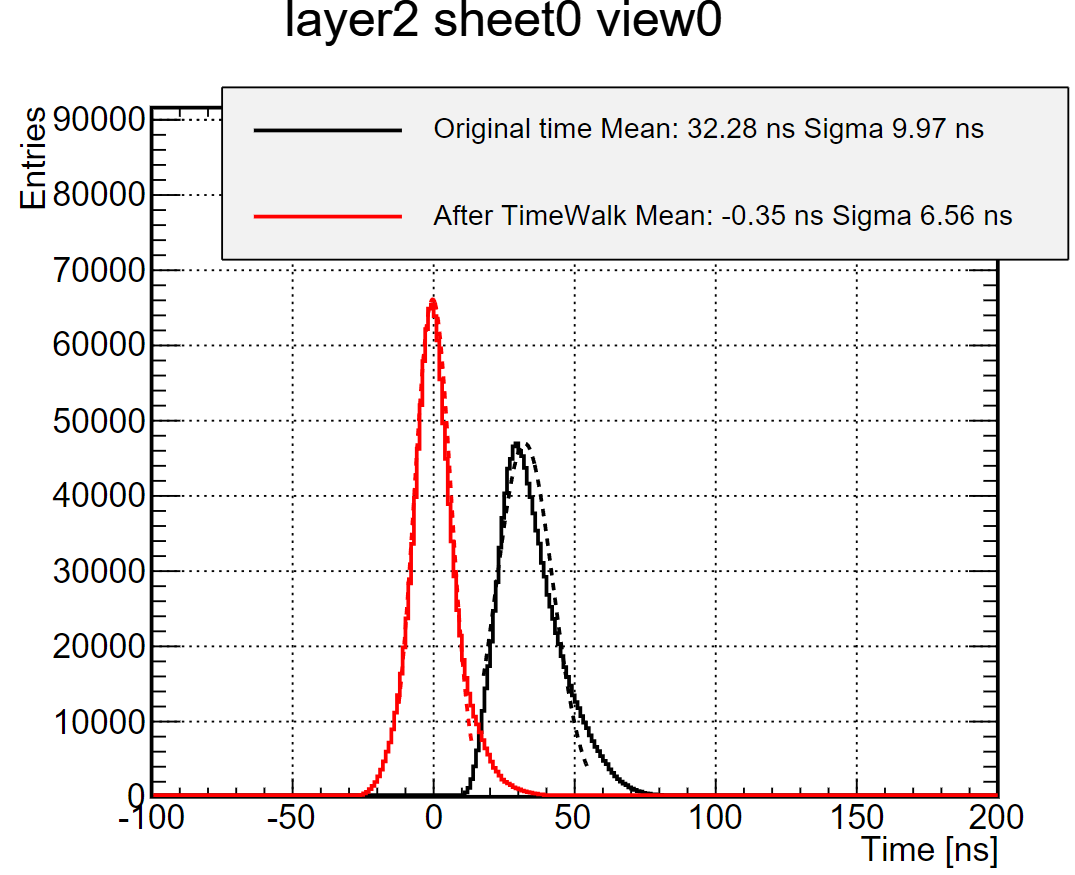 layer2 sheet0 view0
Entries
Original time Mean: 32.28 ns Sigma 9.97 ns
After TimeWalk Mean: -0.35 ns Sigma 6.56 ns
90000
80000
70000
60000
50000
40000
30000
20000
10000
0
-100 -50 0 50 100 150 200
Time [ns]